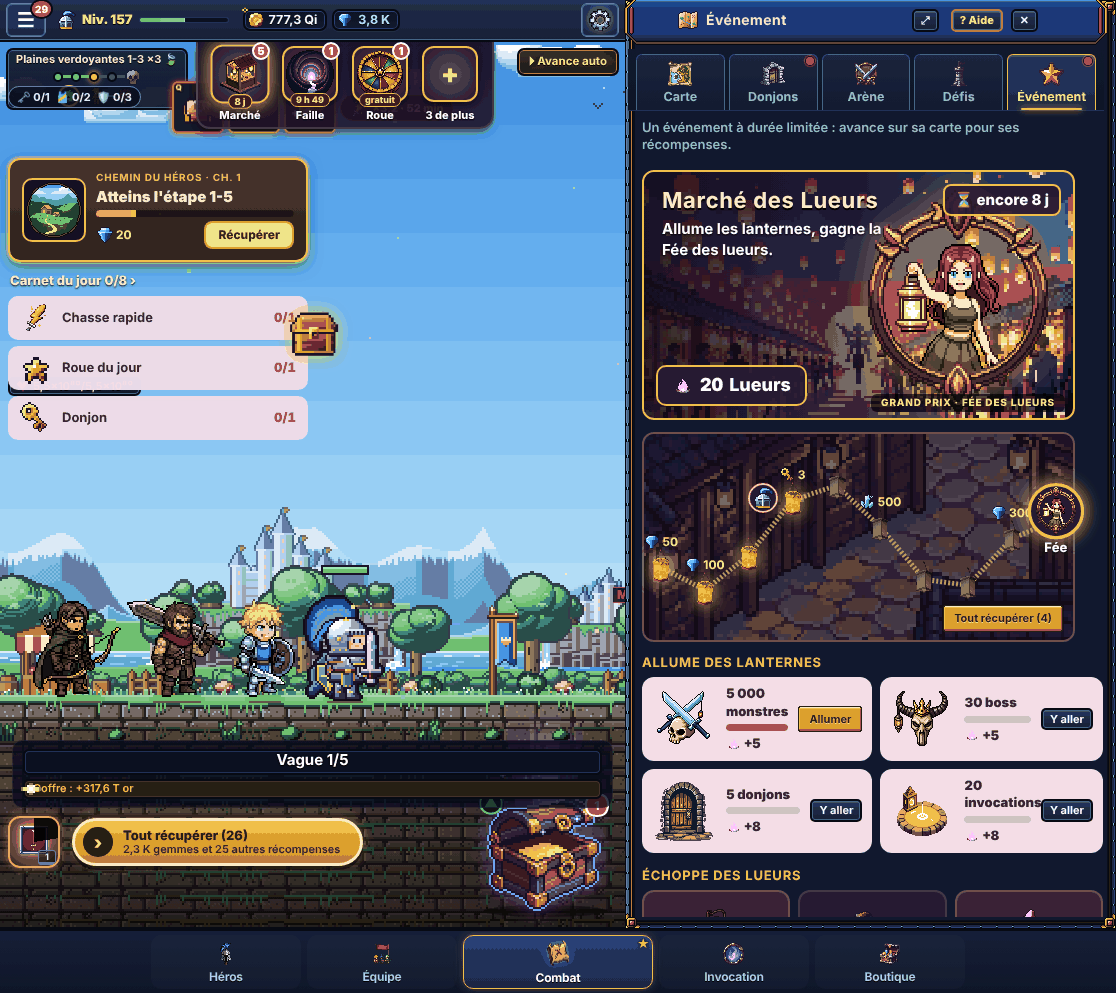 29
Niv. 157
777,3 Qi
3,8 K
Événement
? Aide
Plaines verdoyantes 1-3 ×3
0/1
0/2
0/3
5
8 j
Marché
1
9 h 49
Faille
1
gratuit
Roue
3 de plus
Avance auto
CHEMIN DU HÉROS · CH. 1
Atteins l'étape 1-5
20
Récupérer
Carnet du jour 0/8 ›
Chasse rapide
0/1
Roue du jour
0/1
Donjon
0/1
Vague 1/5
Coffre : +317,6 T or
1
Tout récupérer (26)
2,3 K gemmes et 25 autres récompenses
Carte
Donjons
Arène
Défis
Événement
Un événement à durée limitée : avance sur sa carte pour ses
récompenses.
Marché des Lueurs
encore 8 j
Allume les lanternes, gagne la
Fée des lueurs.
20 Lueurs
GRAND PRIX · FÉE DES LUEURS
3
500
300
50
100
Fée
Tout récupérer (4)
ALLUME DES LANTERNES
5 000
monstres
+5
Allumer
30 boss
+5
Y aller
5 donjons
+8
Y aller
20
invocations
+8
Y aller
ÉCHOPPE DES LUEURS
Héros
Équipe
Combat
Invocation
Boutique